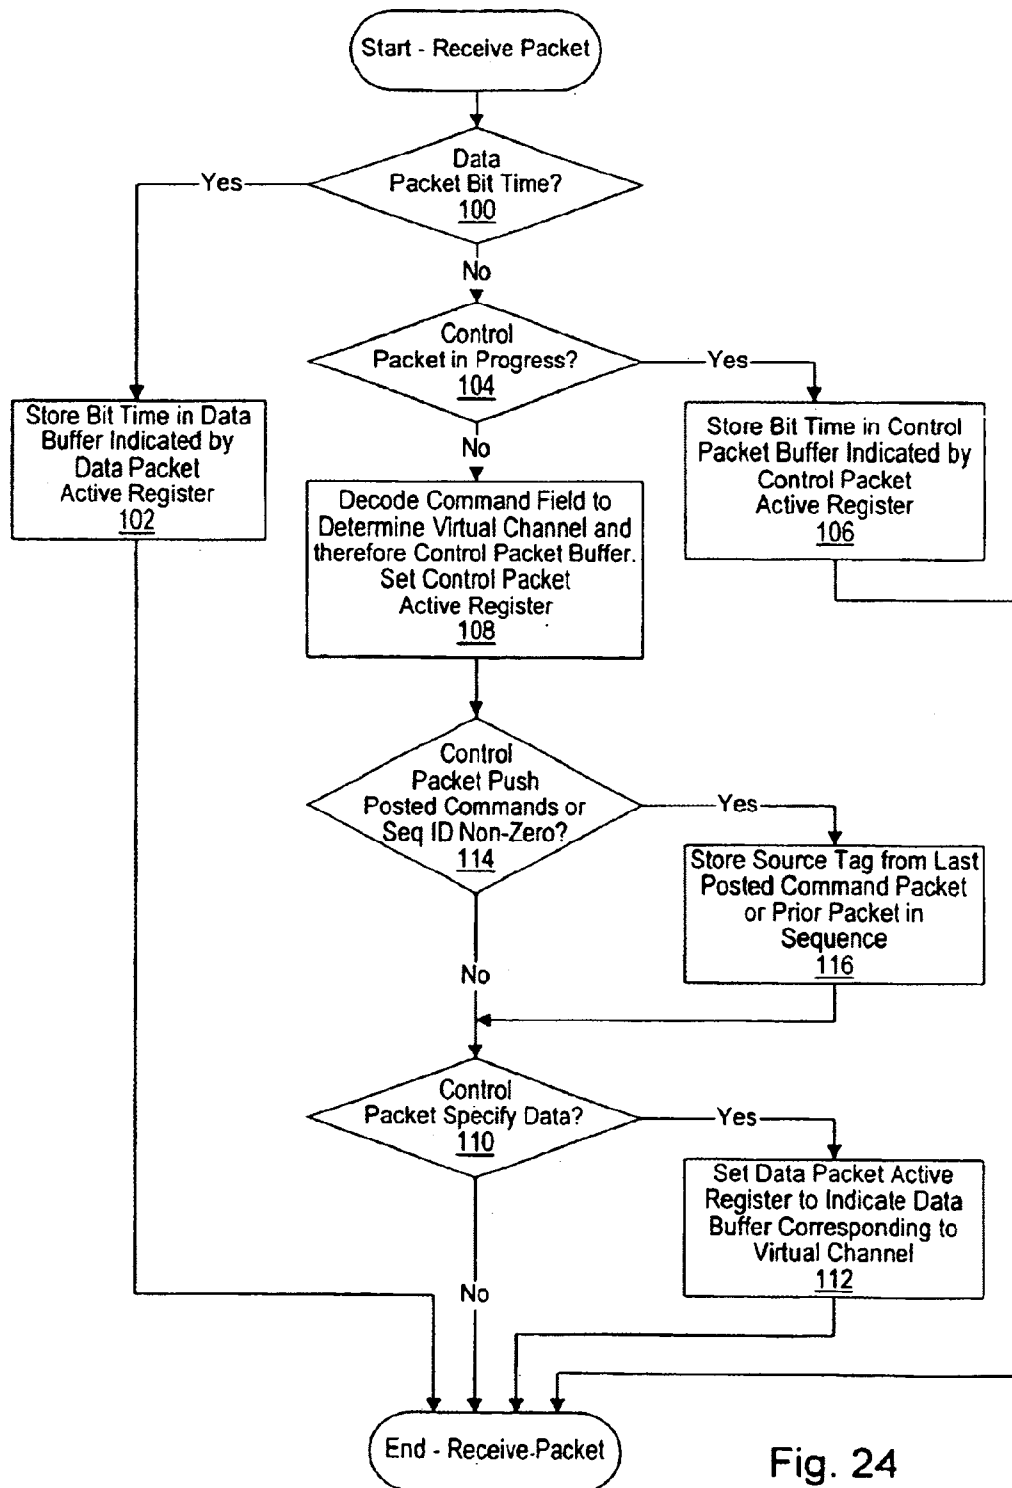 Start - Receive Packet
Data
Packet Bit Time?
100
Yes
No
Control
Packet in Progress?
104
Yes
Store Bit Time in Data
Buffer Indicated by
Data Packet
Active Register
102
No
Store Bit Time in Control
Packet Buffer Indicated by
Control Packet
Active Register
106
Decode Command Field to
Determine Virtual Channel and
therefore Control Packet Buffer.
Set Control Packet
Active Register
108
Control
Packet Push
Posted Commands or
Seq ID Non-Zero?
114
Yes
Store Source Tag from Last
Posted Command Packet
or Prior Packet in
Sequence
116
No
Control
Packet Specify Data?
110
Yes
Set Data Packet Active
Register to Indicate Data
Buffer Corresponding to
Virtual Channel
112
No
End - Receive-Packet
Fig. 24